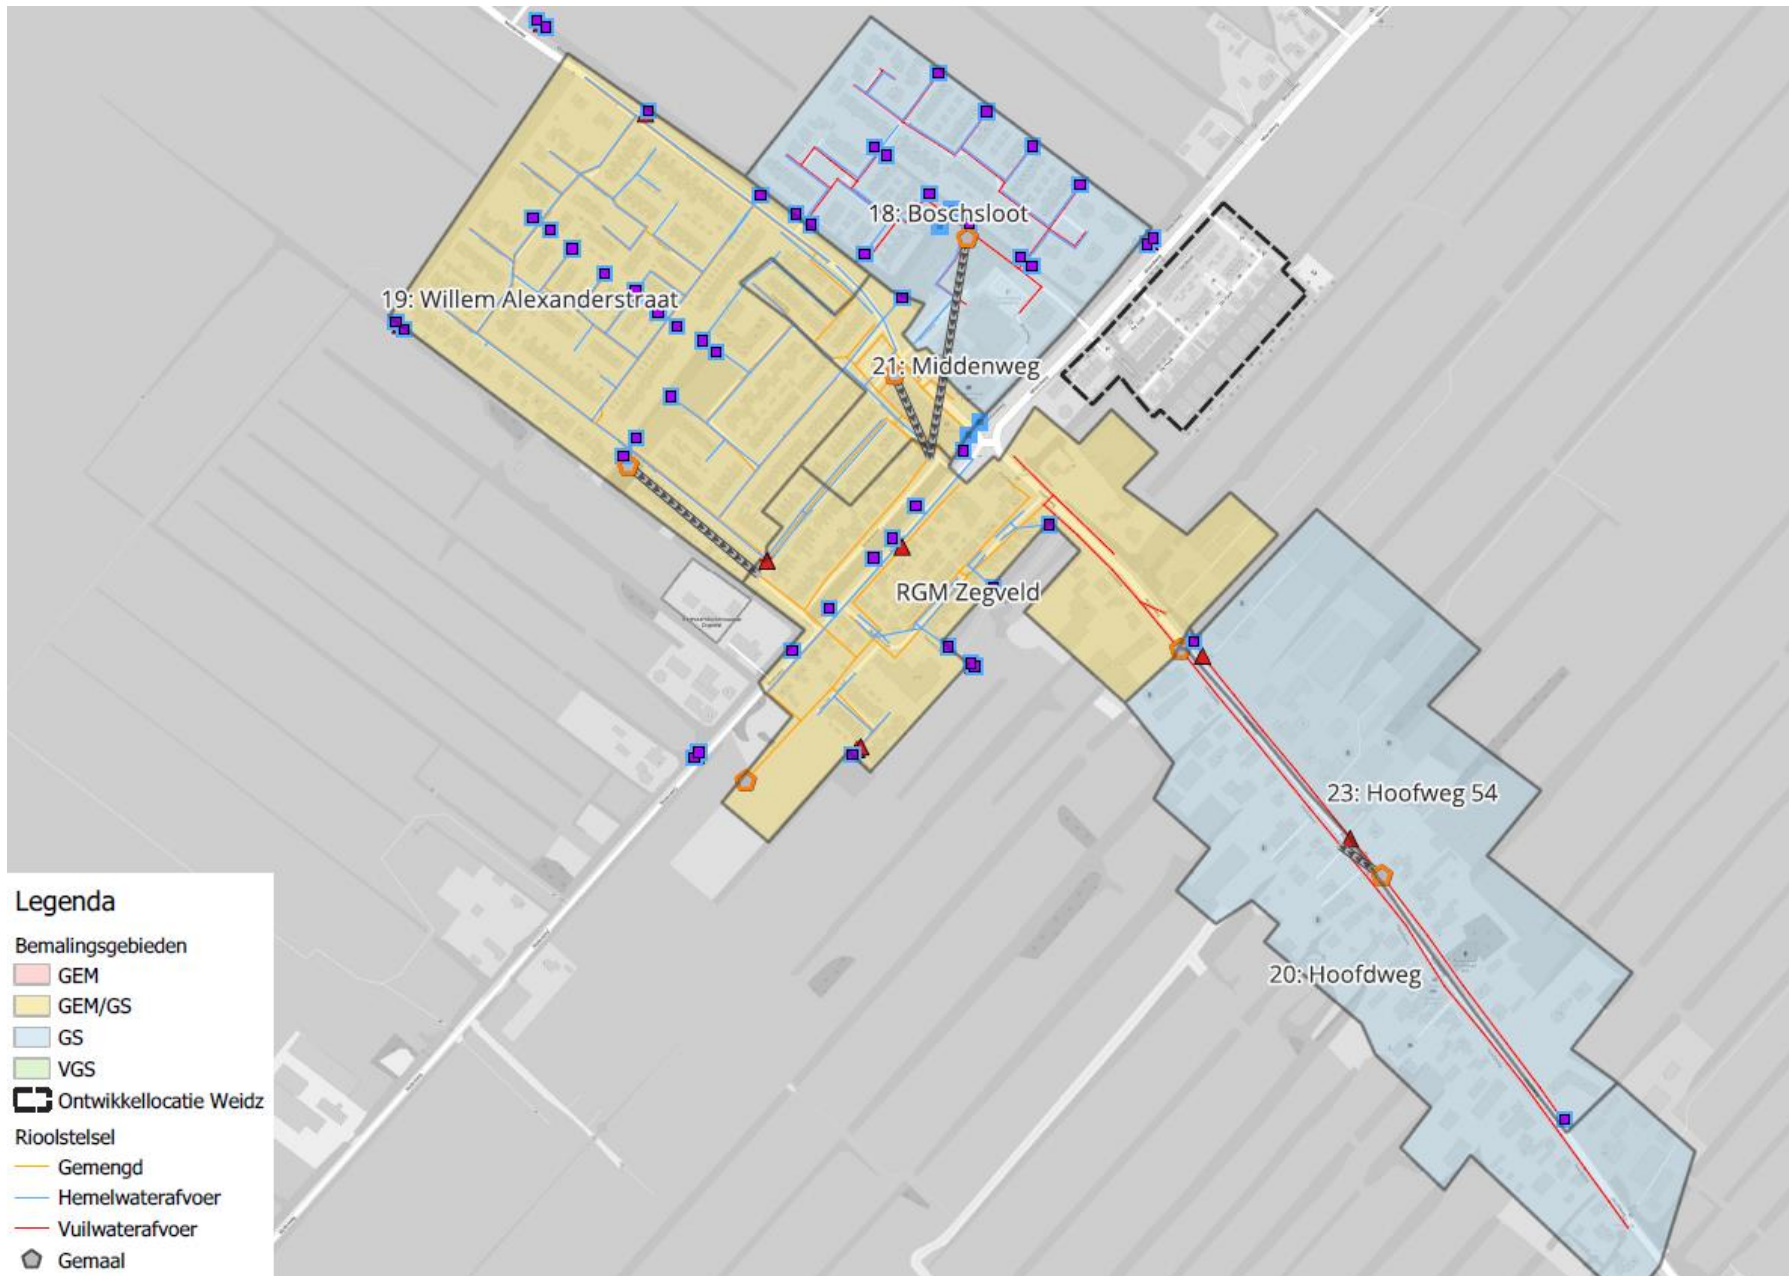 18: Boschsloot
19: Willem Alexanderstraat
21: Middenweg
RGM Zegveld
23: Hoofweg 54
20: Hoofdweg
Legenda
Bemalingsgebieden
GEM
GEM/GS
GS
VGS
Ontwikkellocatie Weidz
Rioolstelsel
Gemengd
Hemelwaterafvoer
Vuilwaterafvoer
Gemaal